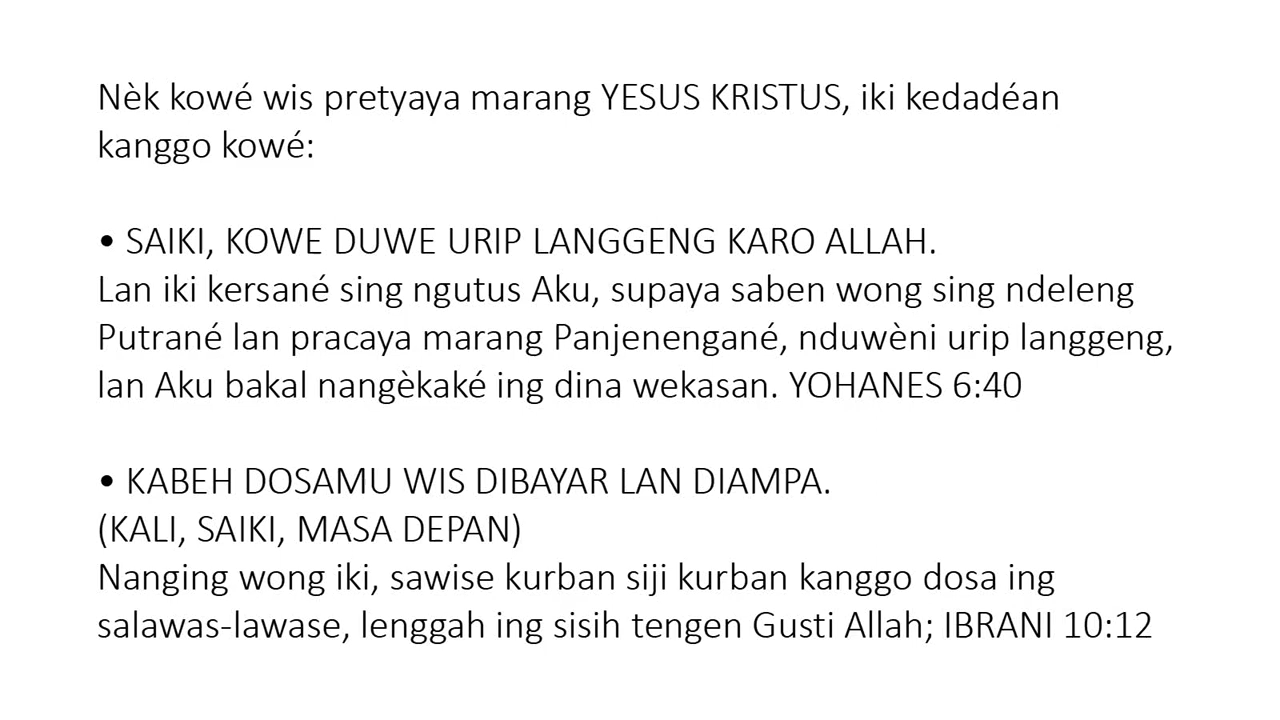 Nèk kowé wis pretyaya marang YESUS KRISTUS, iki kedadéan
kanggo kowé:
• SAIKI, KOWE DUWE URIP LANGGENG KARO ALLAH.
Lan iki kersané sing ngutus Aku, supaya saben wong sing ndeleng
Putrané lan pracaya marang Panjenengané, nduwèni urip langgeng,
lan Aku bakal nangèkaké ing dina wekasan. YOHANES 6:40
• KABEH DOSAMU WIS DIBAYAR LAN DIAMPA.
(KALI, SAIKI, MASA DEPAN)
Nanging wong iki, sawise kurban siji kurban kanggo dosa ing
salawas-lawase, lenggah ing sisih tengen Gusti Allah; IBRANI 10:12